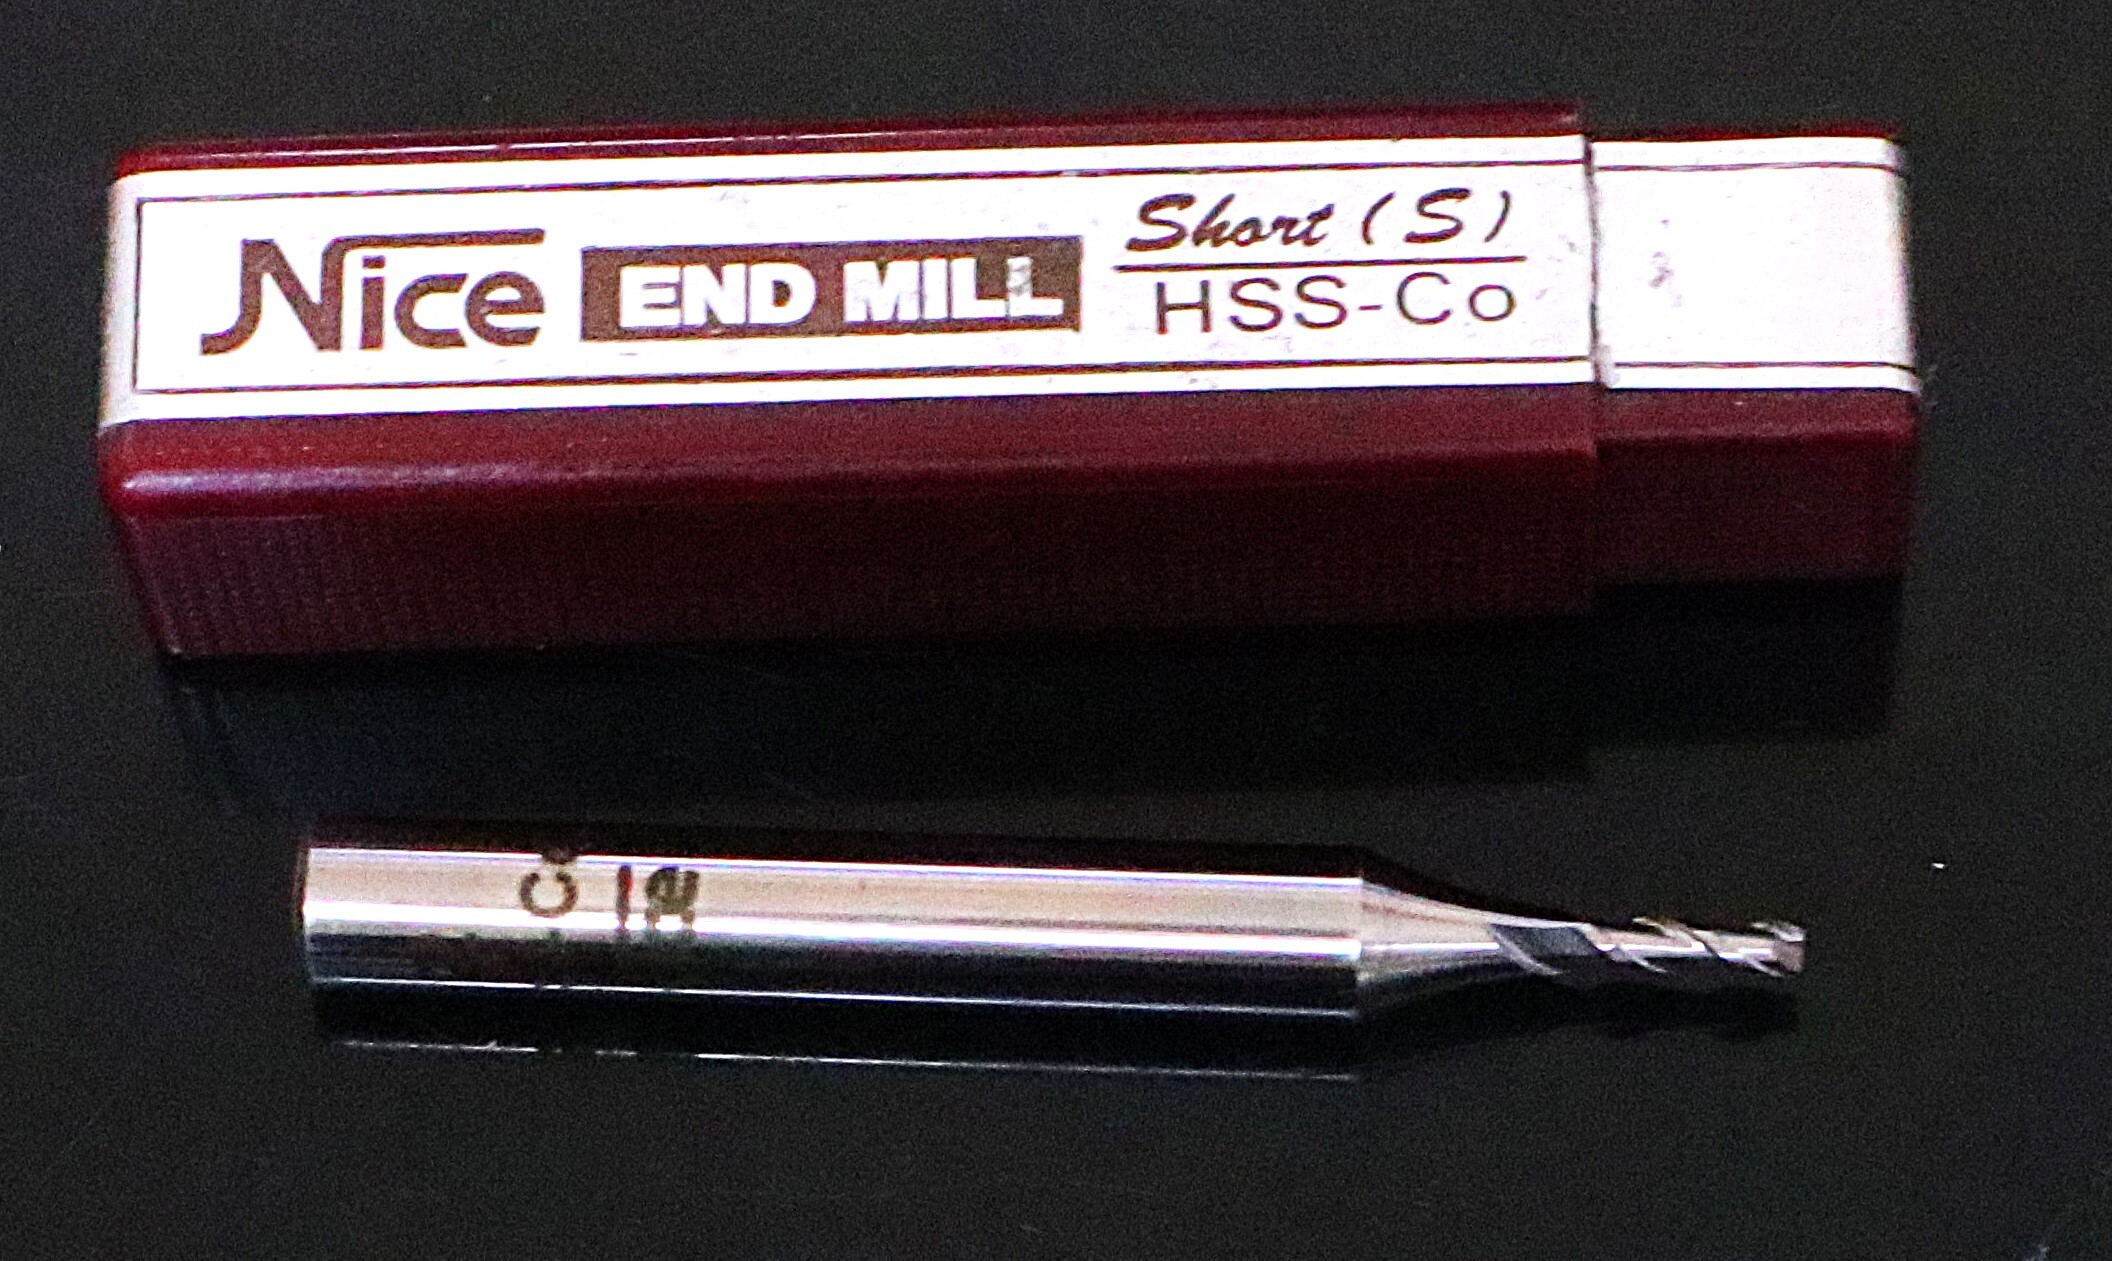 Nice END MILL Short (S)
HSS-Co